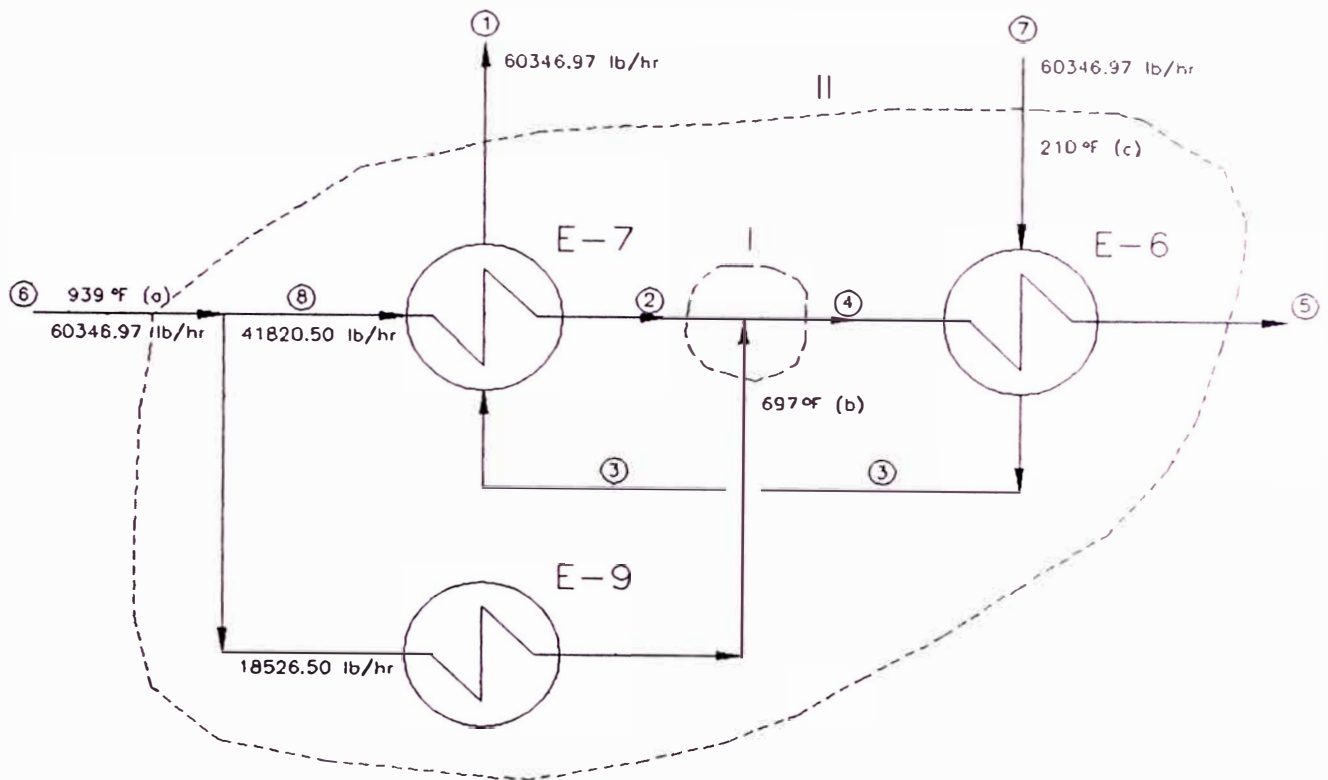 ① ⑦
60346.97 lb/hr 60346.97 lb/hr
II
210 °F (c)
E-7 I E-6
⑥ 939 °F (a) ⑧ ② ④
60346.97 lb/hr 41820.50 lb/hr ⑤
697 °F (b)
③ ③
E-9
18526.50 lb/hr